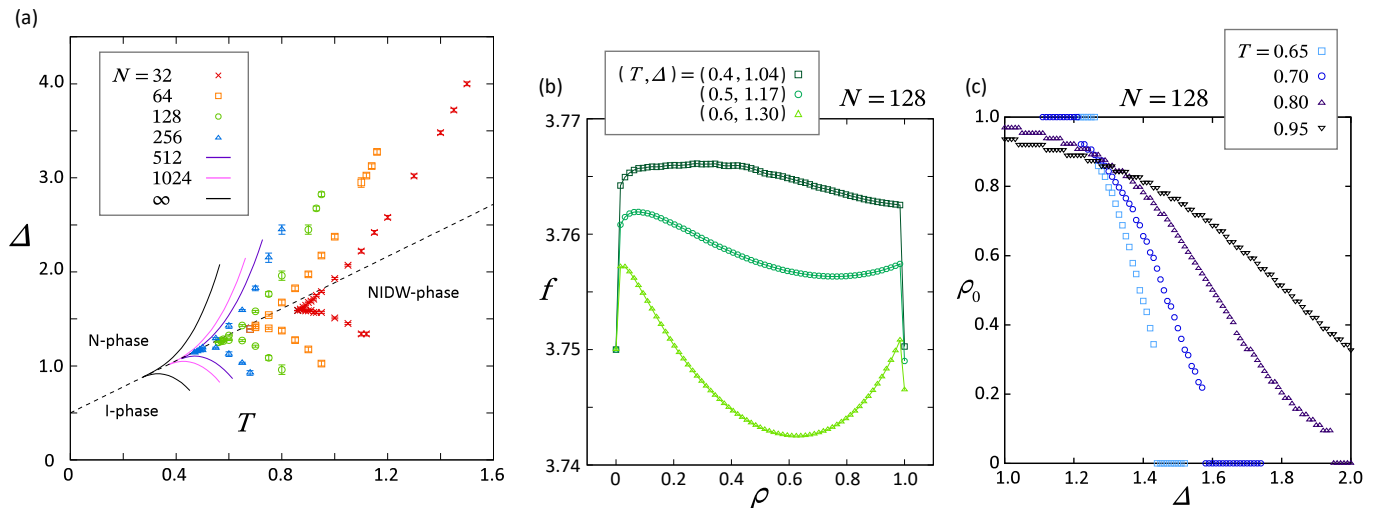 (a)
4.0
3.0
2.0
1.0
0
Δ
N = 32
64
128
256
512
1024
∞
N-phase
I-phase
NIDW-phase
T
0
0.4
0.8
1.2
1.6
(b)
(T, Δ) = (0.4, 1.04)
(0.5, 1.17)
(0.6, 1.30)
N = 128
3.77
3.76
3.75
3.74
f
0
0.2
0.4
0.6
0.8
1.0
ρ
(c)
N = 128
T = 0.65
0.70
0.80
0.95
1.0
0.8
0.6
0.4
0.2
0
ρ0
1.0
1.2
1.4
1.6
1.8
2.0
Δ